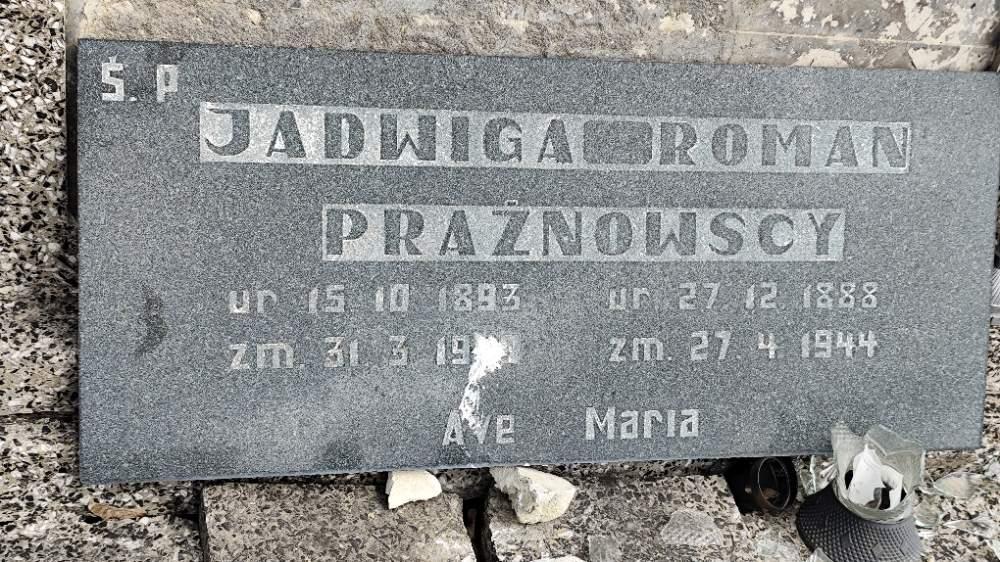 Ś. P
JADWIGA ROMAN
PRAŻNOWSCY
ur 15 10 1893 ur. 27. 12. 1888
zm. 31 3 zm. 27. 4 1944
Ave Maria